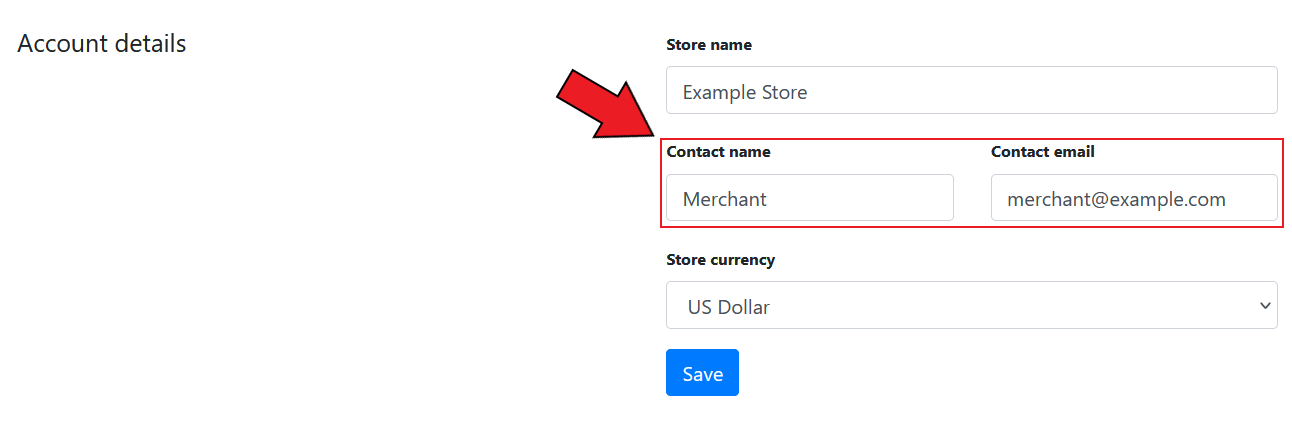 Account details
Store name
Example Store
Contact name
Contact email
Merchant
merchant@example.com
Store currency
US Dollar
Save